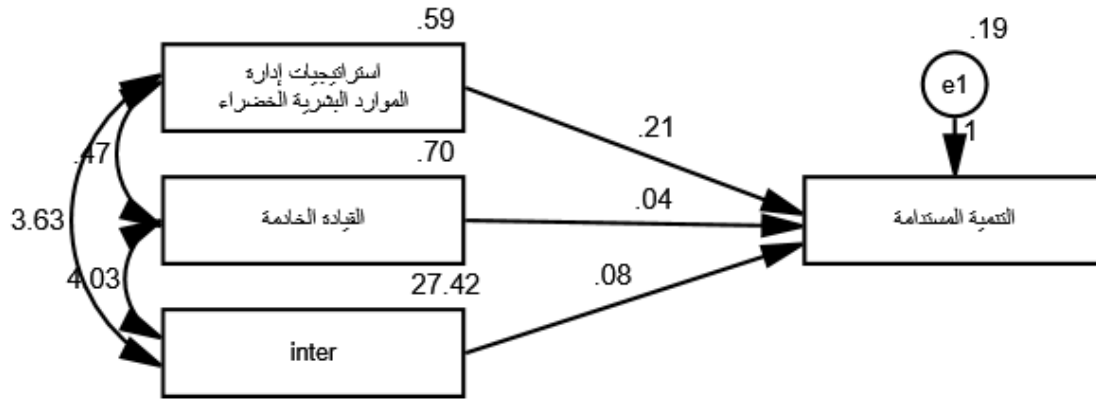 .59
استراتيجيات إدارة
الموارد البشرية الخضراء
.19
e1
1
.21
.47
.70
القيادة الخادمة
.04
التنمية المستدامة
3.63
4.03
27.42
.08
inter